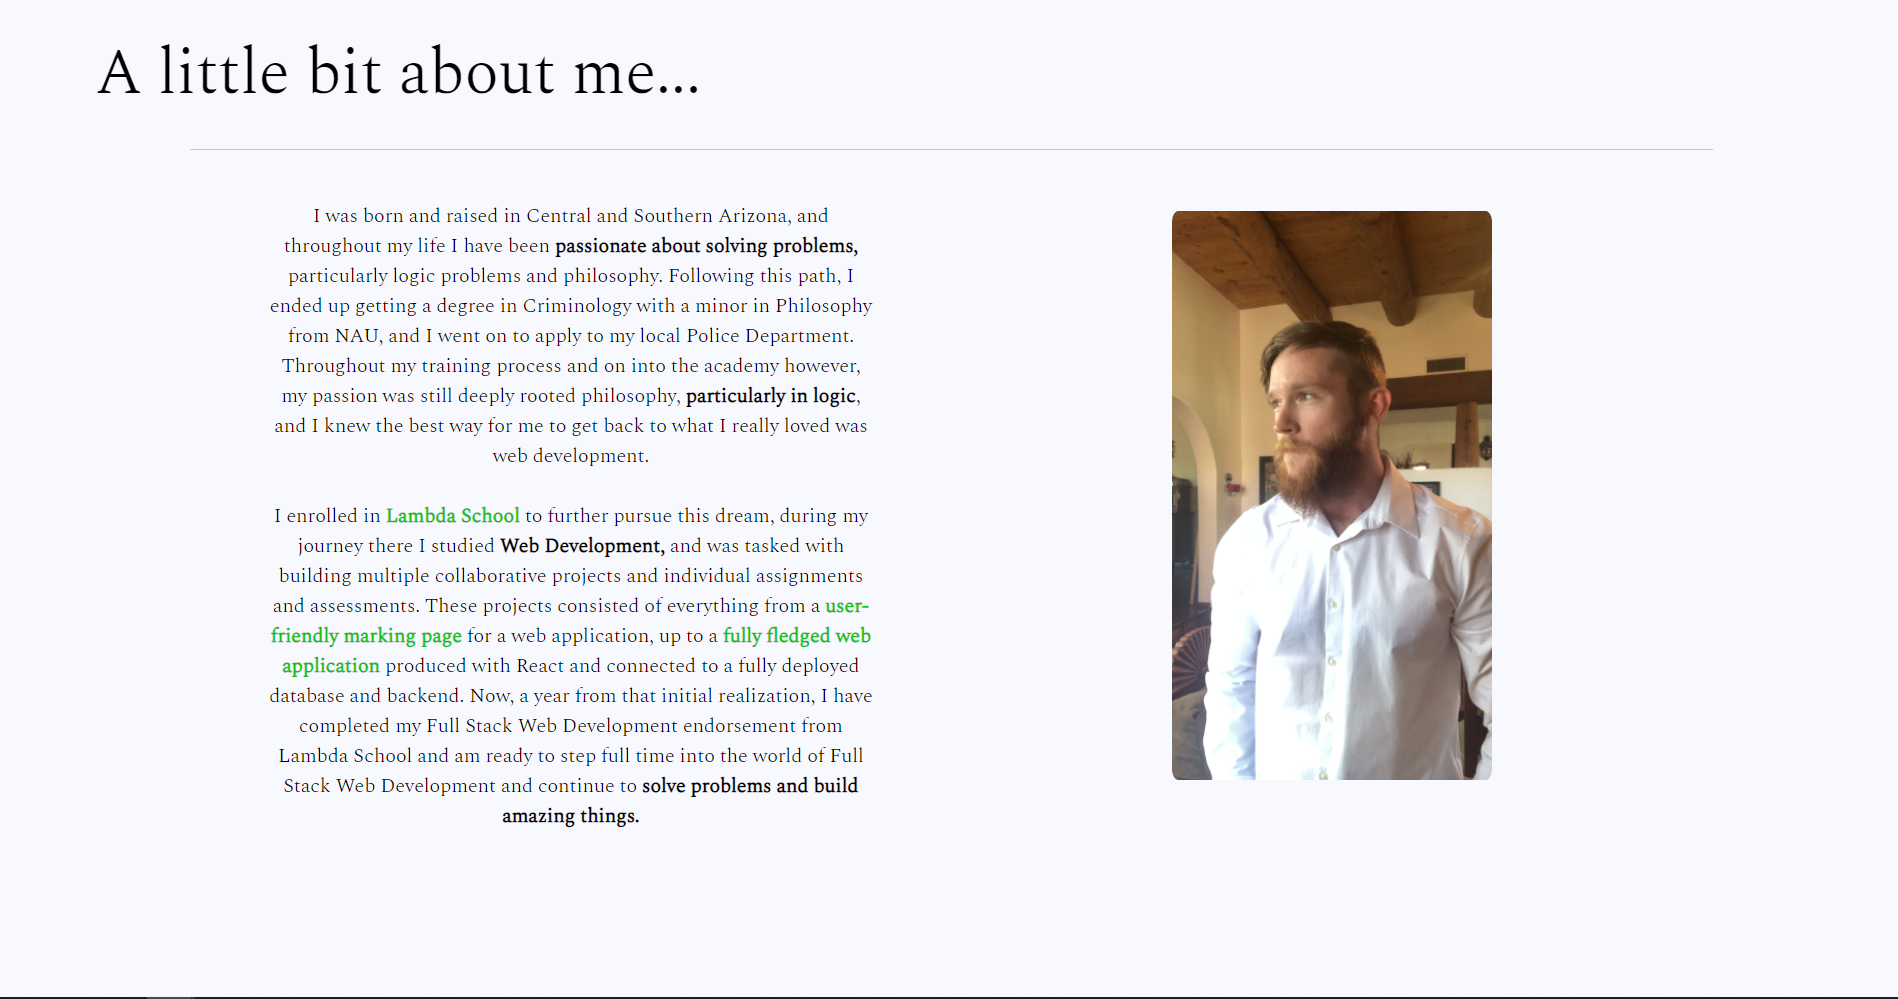 A little bit about me...
I was born and raised in Central and Southern Arizona, and
throughout my life I have been passionate about solving problems,
particularly logic problems and philosophy. Following this path, I
ended up getting a degree in Criminology with a minor in Philosophy
from NAU, and I went on to apply to my local Police Department.
Throughout my training process and on into the academy however,
my passion was still deeply rooted philosophy, particularly in logic,
and I knew the best way for me to get back to what I really loved was
web development.
I enrolled in Lambda School to further pursue this dream, during my
journey there I studied Web Development, and was tasked with
building multiple collaborative projects and individual assignments
and assessments. These projects consisted of everything from a user-
friendly marking page for a web application, up to a fully fledged web
application produced with React and connected to a fully deployed
database and backend. Now, a year from that initial realization, I have
completed my Full Stack Web Development endorsement from
Lambda School and am ready to step full time into the world of Full
Stack Web Development and continue to solve problems and build
amazing things.